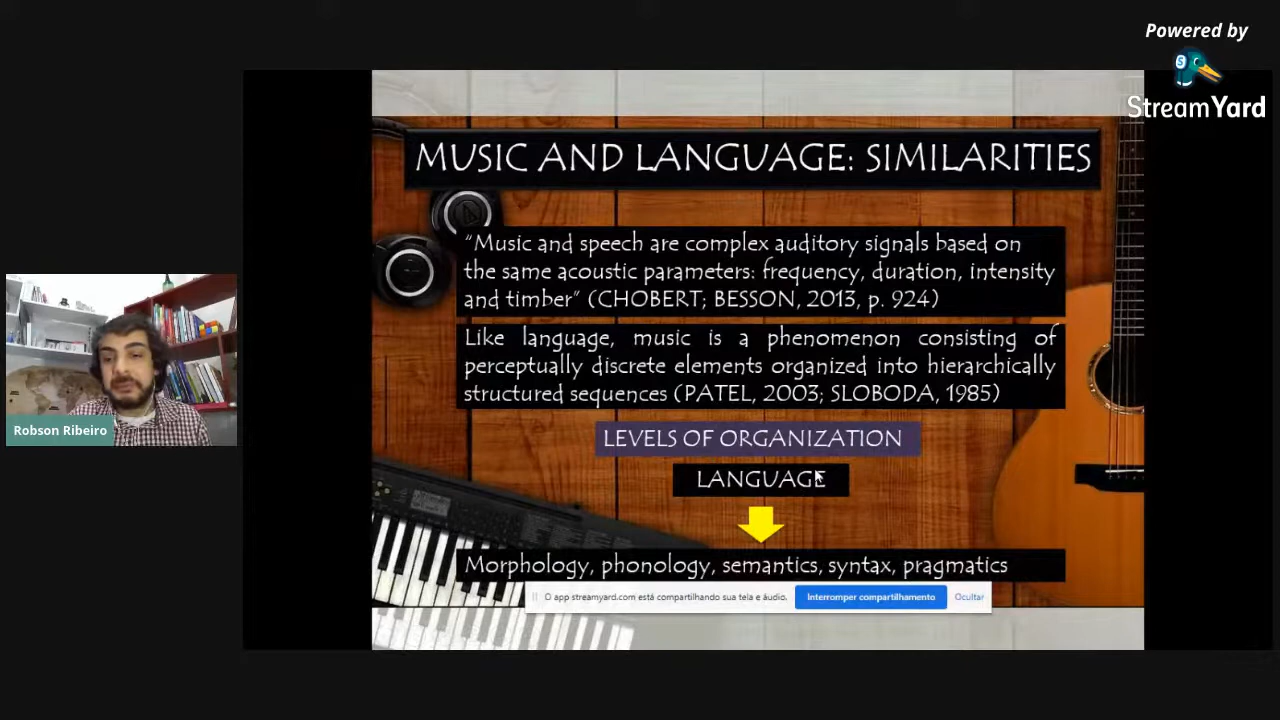 Powered by
StreamYard
MUSIC AND LANGUAGE: SIMILARITIES
“Music and speech are complex auditory signals based on
the same acoustic parameters: frequency, duration, intensity
and timber” (CHOBERT; BESSON, 2013, p. 924)
Like language, music is a phenomenon consisting of
perceptually discrete elements organized into hierarchically
structured sequences (PATEL, 2003; SLOBODA, 1985)
Robson Ribeiro
LEVELS OF ORGANIZATION
LANGUAGE
Morphology, phonology, semantics, syntax, pragmatics
O app streamyard.com está compartilhando sua tela e áudio. Interromper compartilhamento Ocultar